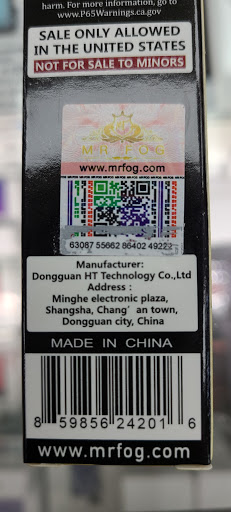 harm. For more information, go to
www.P65Warnings.ca.gov
SALE ONLY ALLOWED
IN THE UNITED STATES
NOT FOR SALE TO MINORS
MR FOG
www.mrfog.com
63087 55662 86402 49222
Manufacturer:
Dongguan HT Technology Co.,Ltd
Address :
Minghe electronic plaza,
Shangsha, Chang' an town,
Dongguan city, China
MADE IN CHINA
8 59856 24201 6
www.mrfog.com